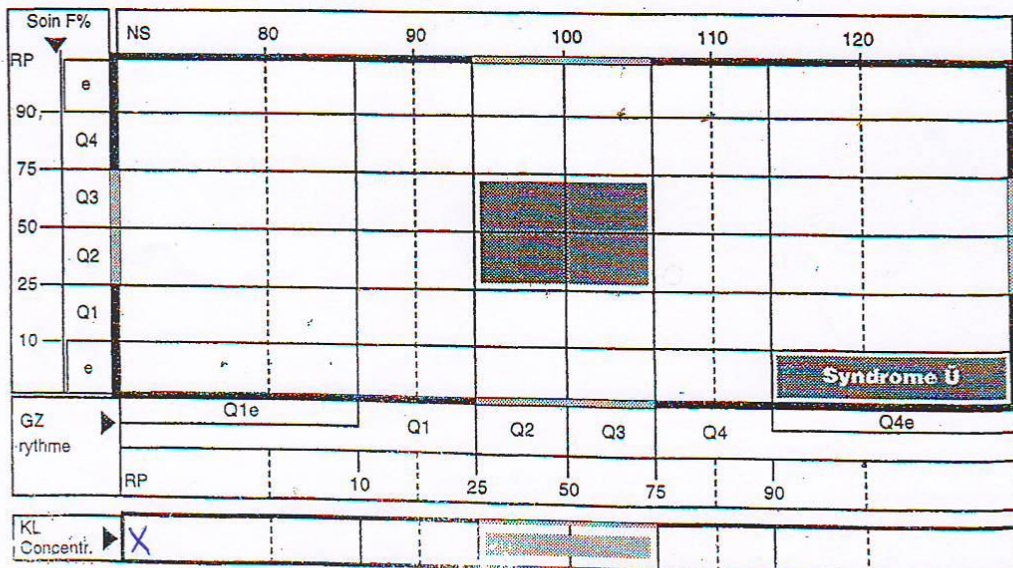 Soin F%
NS 80 90 100 110 120
RP
e
90
Q4
75
Q3
50
Q2
25
Q1
10
e
Syndrome Ü
GZ
rythme
Q1e Q1 Q2 Q3 Q4 Q4e
RP 10 25 50 75 90
KL
Concentr.
X